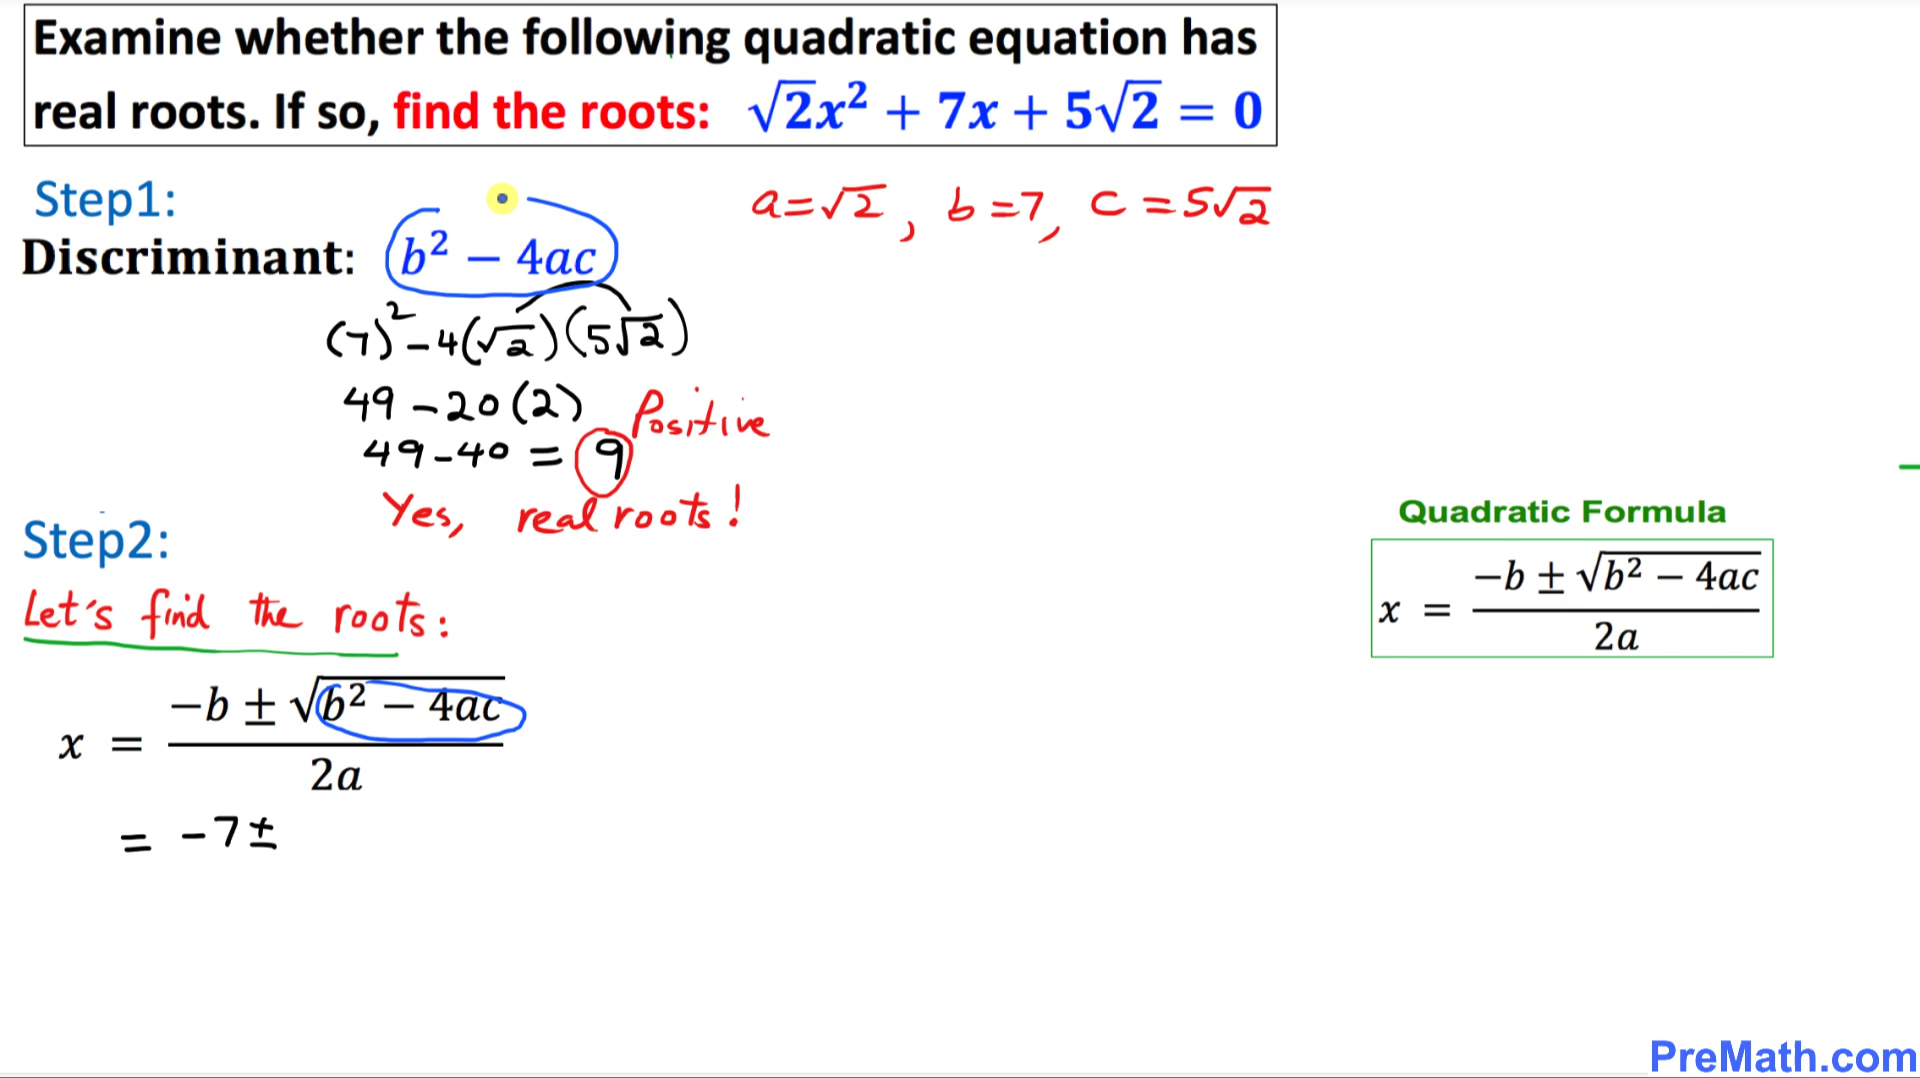 Examine whether the following quadratic equation has
real roots. If so, find the roots: √2x² + 7x + 5√2 = 0
Step1:
a=√2, b=7, c=5√2
Discriminant: b² − 4ac
(7)²-4(√2)(5√2)
49-20(2)
Positive
49-40=9
Yes, real roots!
Step2:
Let's find the roots:
x = (−b ± √(b² − 4ac))/(2a)
= -7±
Quadratic Formula
x = (−b ± √(b² − 4ac))/(2a)
PreMath.com